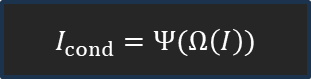 I_cond = Ψ(Ω(I))